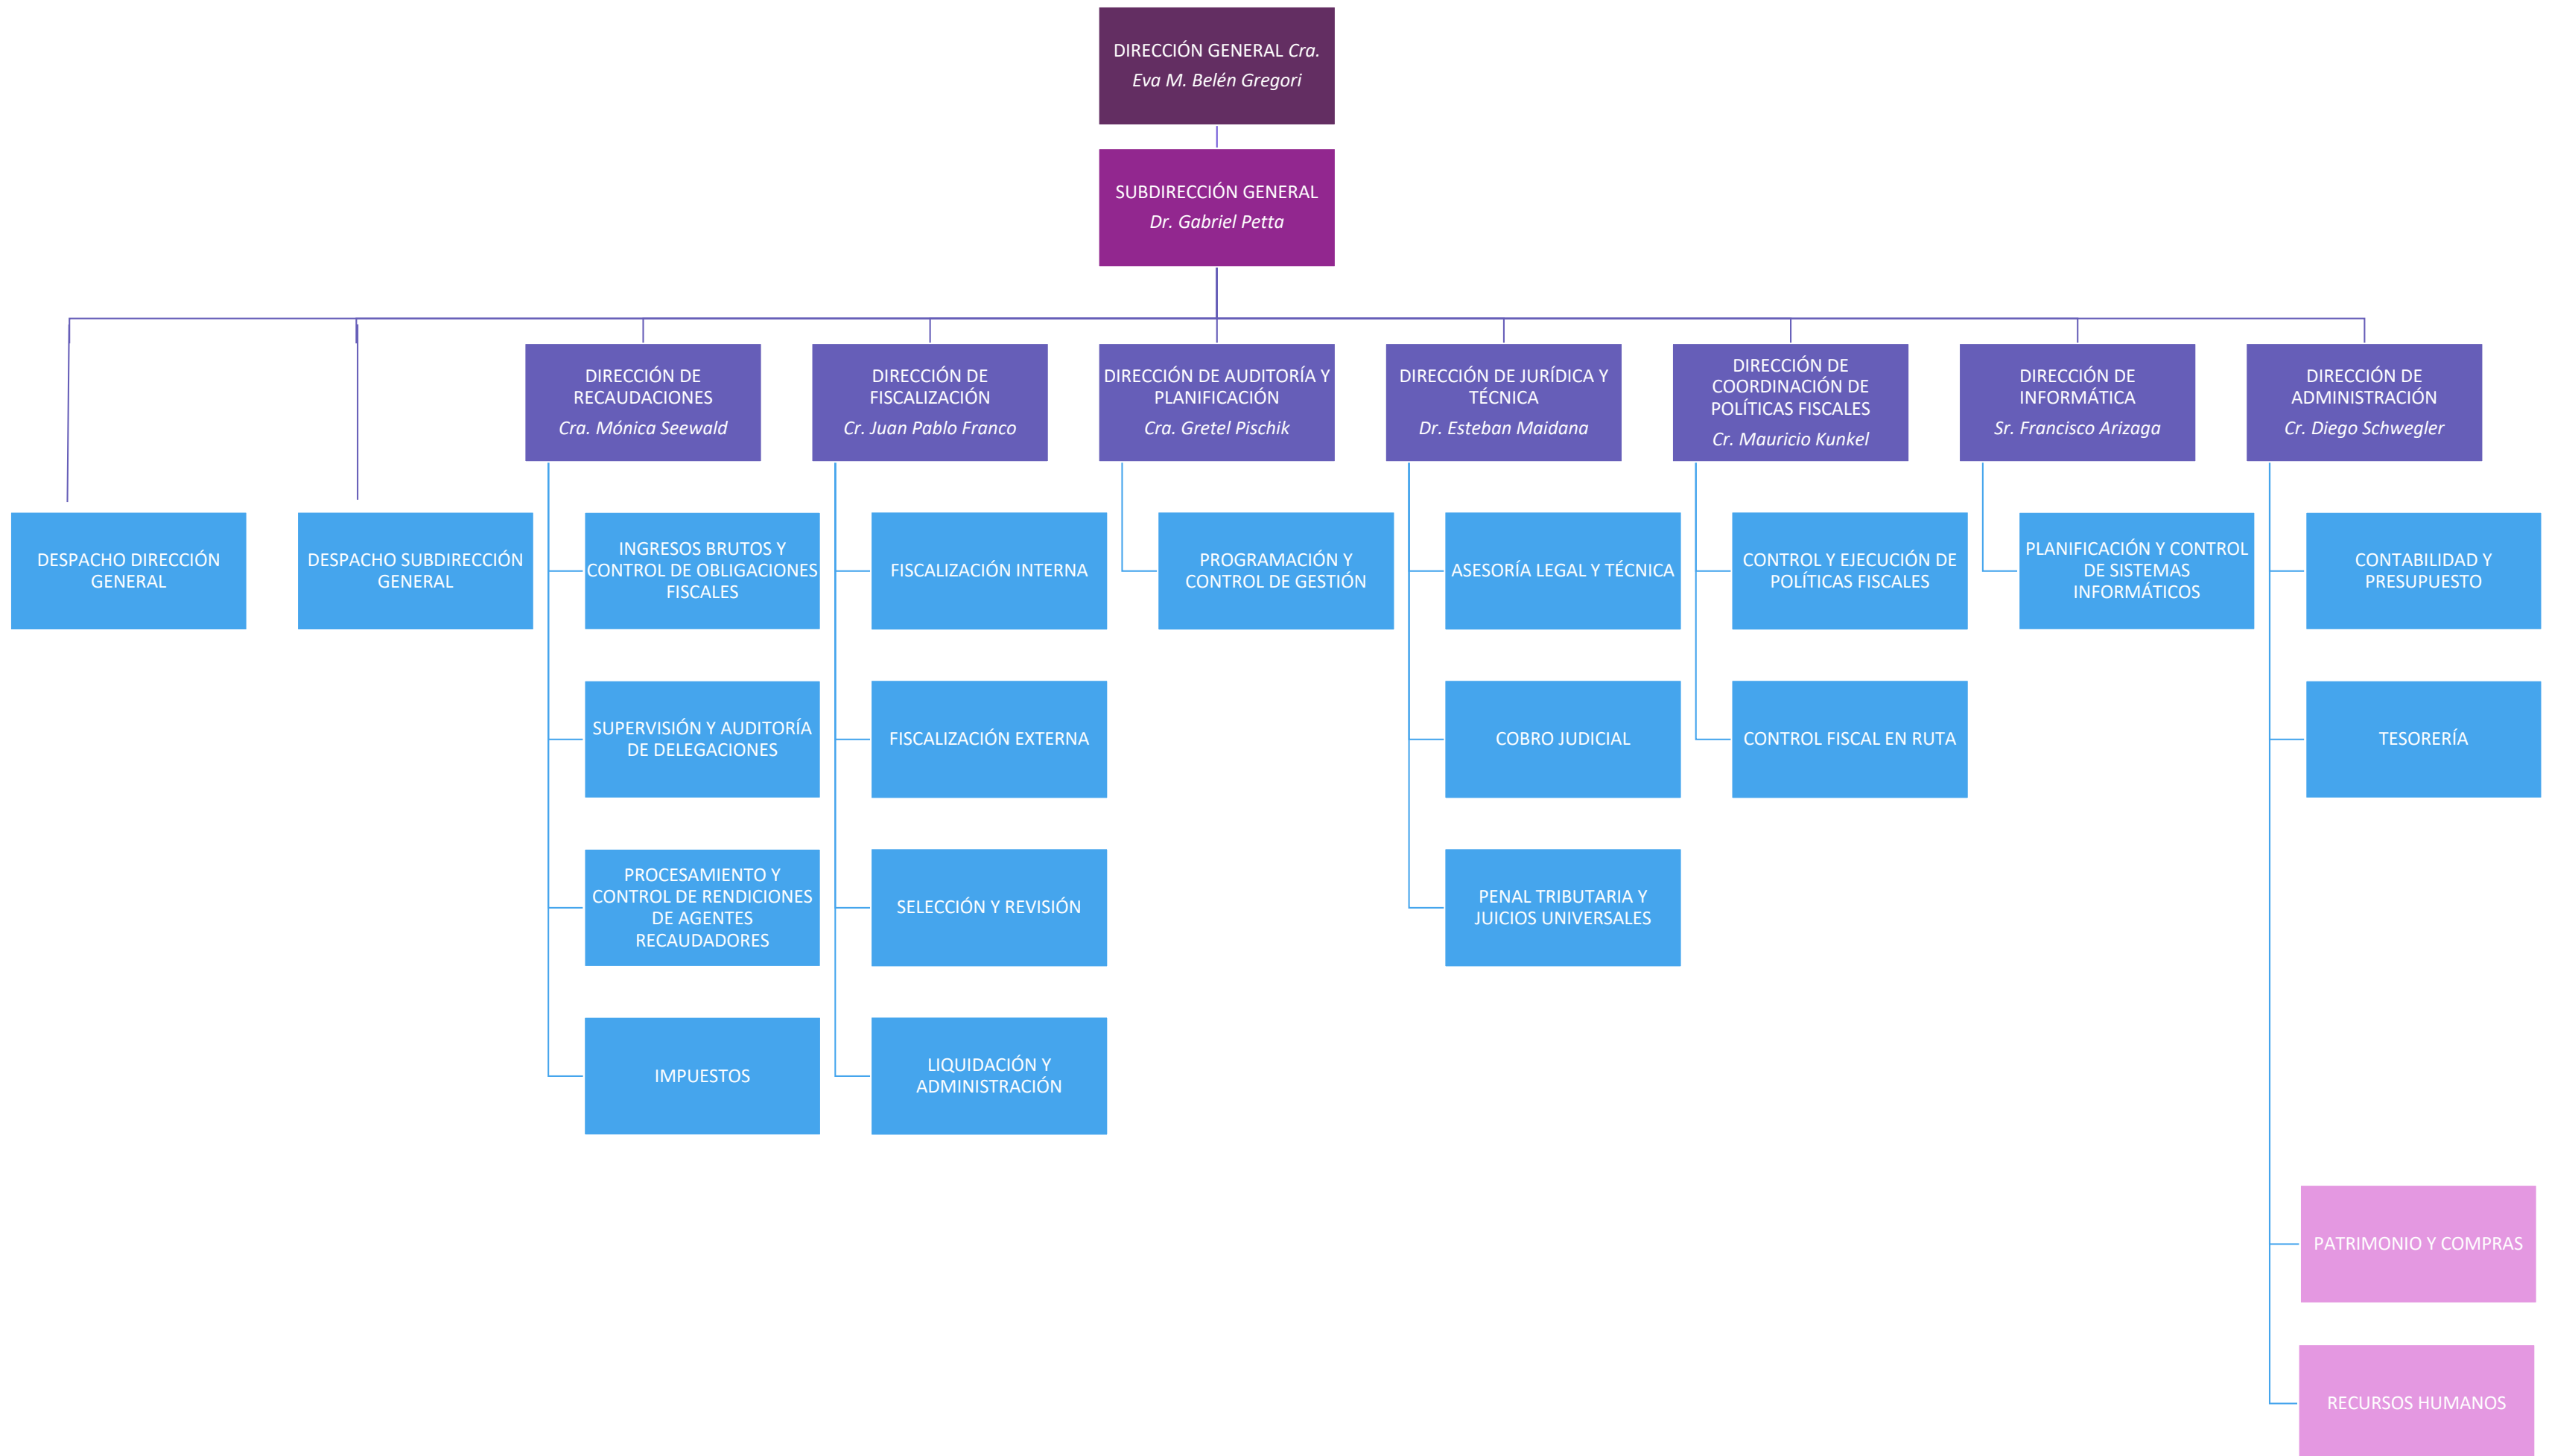 DIRECCIÓN GENERAL Cra.
Eva M. Belén Gregori
SUBDIRECCIÓN GENERAL
Dr. Gabriel Petta
DIRECCIÓN DE
RECAUDACIONES
Cra. Mónica Seewald
DIRECCIÓN DE
FISCALIZACIÓN
Cr. Juan Pablo Franco
DIRECCIÓN DE AUDITORÍA Y
PLANIFICACIÓN
Cra. Gretel Pischik
DIRECCIÓN DE JURÍDICA Y
TÉCNICA
Dr. Esteban Maidana
DIRECCIÓN DE
COORDINACIÓN DE
POLÍTICAS FISCALES
Cr. Mauricio Kunkel
DIRECCIÓN DE
INFORMÁTICA
Sr. Francisco Arizaga
DIRECCIÓN DE
ADMINISTRACIÓN
Cr. Diego Schwegler
DESPACHO DIRECCIÓN
GENERAL
DESPACHO SUBDIRECCIÓN
GENERAL
INGRESOS BRUTOS Y
CONTROL DE OBLIGACIONES
FISCALES
FISCALIZACIÓN INTERNA
PROGRAMACIÓN Y
CONTROL DE GESTIÓN
ASESORÍA LEGAL Y TÉCNICA
CONTROL Y EJECUCIÓN DE
POLÍTICAS FISCALES
PLANIFICACIÓN Y CONTROL
DE SISTEMAS
INFORMÁTICOS
CONTABILIDAD Y
PRESUPUESTO
SUPERVISIÓN Y AUDITORÍA
DE DELEGACIONES
FISCALIZACIÓN EXTERNA
COBRO JUDICIAL
CONTROL FISCAL EN RUTA
TESORERÍA
PROCESAMIENTO Y
CONTROL DE RENDICIONES
DE AGENTES
RECAUDADORES
SELECCIÓN Y REVISIÓN
PENAL TRIBUTARIA Y
JUICIOS UNIVERSALES
IMPUESTOS
LIQUIDACIÓN Y
ADMINISTRACIÓN
PATRIMONIO Y COMPRAS
RECURSOS HUMANOS